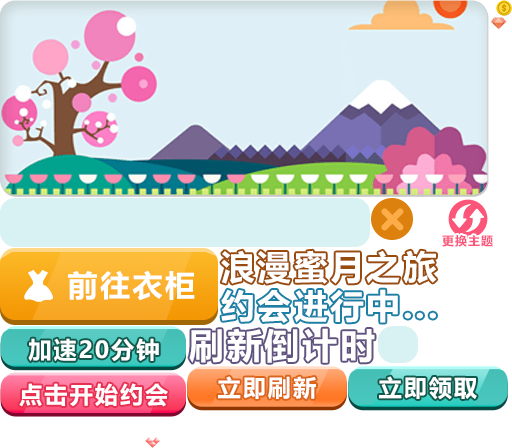 更换主题
前往衣柜
浪漫蜜月之旅
约会进行中...
加速20分钟
刷新倒计时
点击开始约会
立即刷新
立即领取